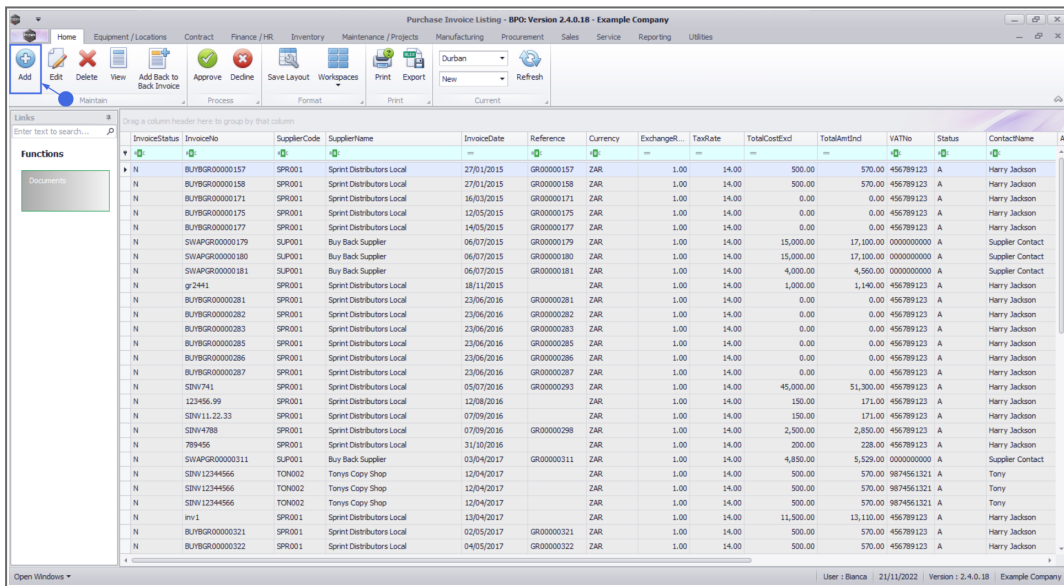 Purchase Invoice Listing - BPO: Version 2.4.0.18 - Example Company
Home Equipment / Locations Contract Finance / HR Inventory Maintenance / Projects Manufacturing Procurement Sales Service Reporting Utilities
Add Edit Delete View Add Back to Back Invoice Approve Decline Save Layout Workspaces Print Export Durban New Refresh
Maintain Process Format Print Current
Links
Enter text to search...
Functions
Documents
Drag a column header here to group by that column
InvoiceStatus InvoiceNo SupplierCode SupplierName InvoiceDate Reference Currency ExchangeR... TaxRate TotalCostExcl TotalAmtIncl VATNo Status ContactName A
N BUYBGR00000157 SPR001 Sprint Distributors Local 27/01/2015 GR00000157 ZAR 1.00 14.00 500.00 570.00 456789123 A Harry Jackson
N BUYBGR00000158 SPR001 Sprint Distributors Local 27/01/2015 GR00000158 ZAR 1.00 14.00 500.00 570.00 456789123 A Harry Jackson
N BUYBGR00000171 SPR001 Sprint Distributors Local 16/03/2015 GR00000171 ZAR 1.00 14.00 0.00 0.00 456789123 A Harry Jackson
N BUYBGR00000175 SPR001 Sprint Distributors Local 12/05/2015 GR00000175 ZAR 1.00 14.00 0.00 0.00 456789123 A Harry Jackson
N BUYBGR00000177 SPR001 Sprint Distributors Local 14/05/2015 GR00000177 ZAR 1.00 14.00 0.00 0.00 456789123 A Harry Jackson
N SWAPGR00000179 SUP001 Buy Back Supplier 06/07/2015 GR00000179 ZAR 1.00 14.00 15,000.00 17,100.00 0000000000 A Supplier Contact
N SWAPGR00000180 SUP001 Buy Back Supplier 06/07/2015 GR00000180 ZAR 1.00 14.00 15,000.00 17,100.00 0000000000 A Supplier Contact
N SWAPGR00000181 SUP001 Buy Back Supplier 06/07/2015 GR00000181 ZAR 1.00 14.00 4,000.00 4,560.00 0000000000 A Supplier Contact
N gr2441 SPR001 Sprint Distributors Local 18/11/2015 ZAR 1.00 14.00 1,000.00 1,140.00 456789123 A Harry Jackson
N BUYBGR00000281 SPR001 Sprint Distributors Local 23/06/2016 GR00000281 ZAR 1.00 14.00 0.00 0.00 456789123 A Harry Jackson
N BUYBGR00000282 SPR001 Sprint Distributors Local 23/06/2016 GR00000282 ZAR 1.00 14.00 0.00 0.00 456789123 A Harry Jackson
N BUYBGR00000283 SPR001 Sprint Distributors Local 23/06/2016 GR00000283 ZAR 1.00 14.00 0.00 0.00 456789123 A Harry Jackson
N BUYBGR00000285 SPR001 Sprint Distributors Local 23/06/2016 GR00000285 ZAR 1.00 14.00 0.00 0.00 456789123 A Harry Jackson
N BUYBGR00000286 SPR001 Sprint Distributors Local 23/06/2016 GR00000286 ZAR 1.00 14.00 0.00 0.00 456789123 A Harry Jackson
N BUYBGR00000287 SPR001 Sprint Distributors Local 23/06/2016 GR00000287 ZAR 1.00 14.00 0.00 0.00 456789123 A Harry Jackson
N SINV741 SPR001 Sprint Distributors Local 05/07/2016 GR00000293 ZAR 1.00 14.00 45,000.00 51,300.00 456789123 A Harry Jackson
N 123456.99 SPR001 Sprint Distributors Local 12/08/2016 ZAR 1.00 14.00 150.00 171.00 456789123 A Harry Jackson
N SINV11.22.33 SPR001 Sprint Distributors Local 07/09/2016 ZAR 1.00 14.00 150.00 171.00 456789123 A Harry Jackson
N SINV4788 SPR001 Sprint Distributors Local 07/09/2016 GR00000298 ZAR 1.00 14.00 2,500.00 2,850.00 456789123 A Harry Jackson
N 789456 SPR001 Sprint Distributors Local 31/10/2016 ZAR 1.00 14.00 200.00 228.00 456789123 A Harry Jackson
N SWAPGR00000311 SUP001 Buy Back Supplier 03/04/2017 GR00000311 ZAR 1.00 14.00 4,850.00 5,529.00 0000000000 A Supplier Contact
N SINV12344566 TON002 Tonys Copy Shop 12/04/2017 ZAR 1.00 14.00 500.00 570.00 9874561321 A Tony
N SINV12344566 TON002 Tonys Copy Shop 12/04/2017 ZAR 1.00 14.00 500.00 570.00 9874561321 A Tony
N SINV12344566 TON002 Tonys Copy Shop 12/04/2017 ZAR 1.00 14.00 500.00 570.00 9874561321 A Tony
N inv1 SPR001 Sprint Distributors Local 13/04/2017 ZAR 1.00 14.00 11,500.00 13,110.00 456789123 A Harry Jackson
N BUYBGR00000321 SPR001 Sprint Distributors Local 02/05/2017 GR00000321 ZAR 1.00 14.00 500.00 570.00 456789123 A Harry Jackson
N BUYBGR00000322 SPR001 Sprint Distributors Local 04/05/2017 GR00000322 ZAR 1.00 14.00 500.00 570.00 456789123 A Harry Jackson
Open Windows User : Bianca 21/11/2022 Version : 2.4.0.18 Example Company